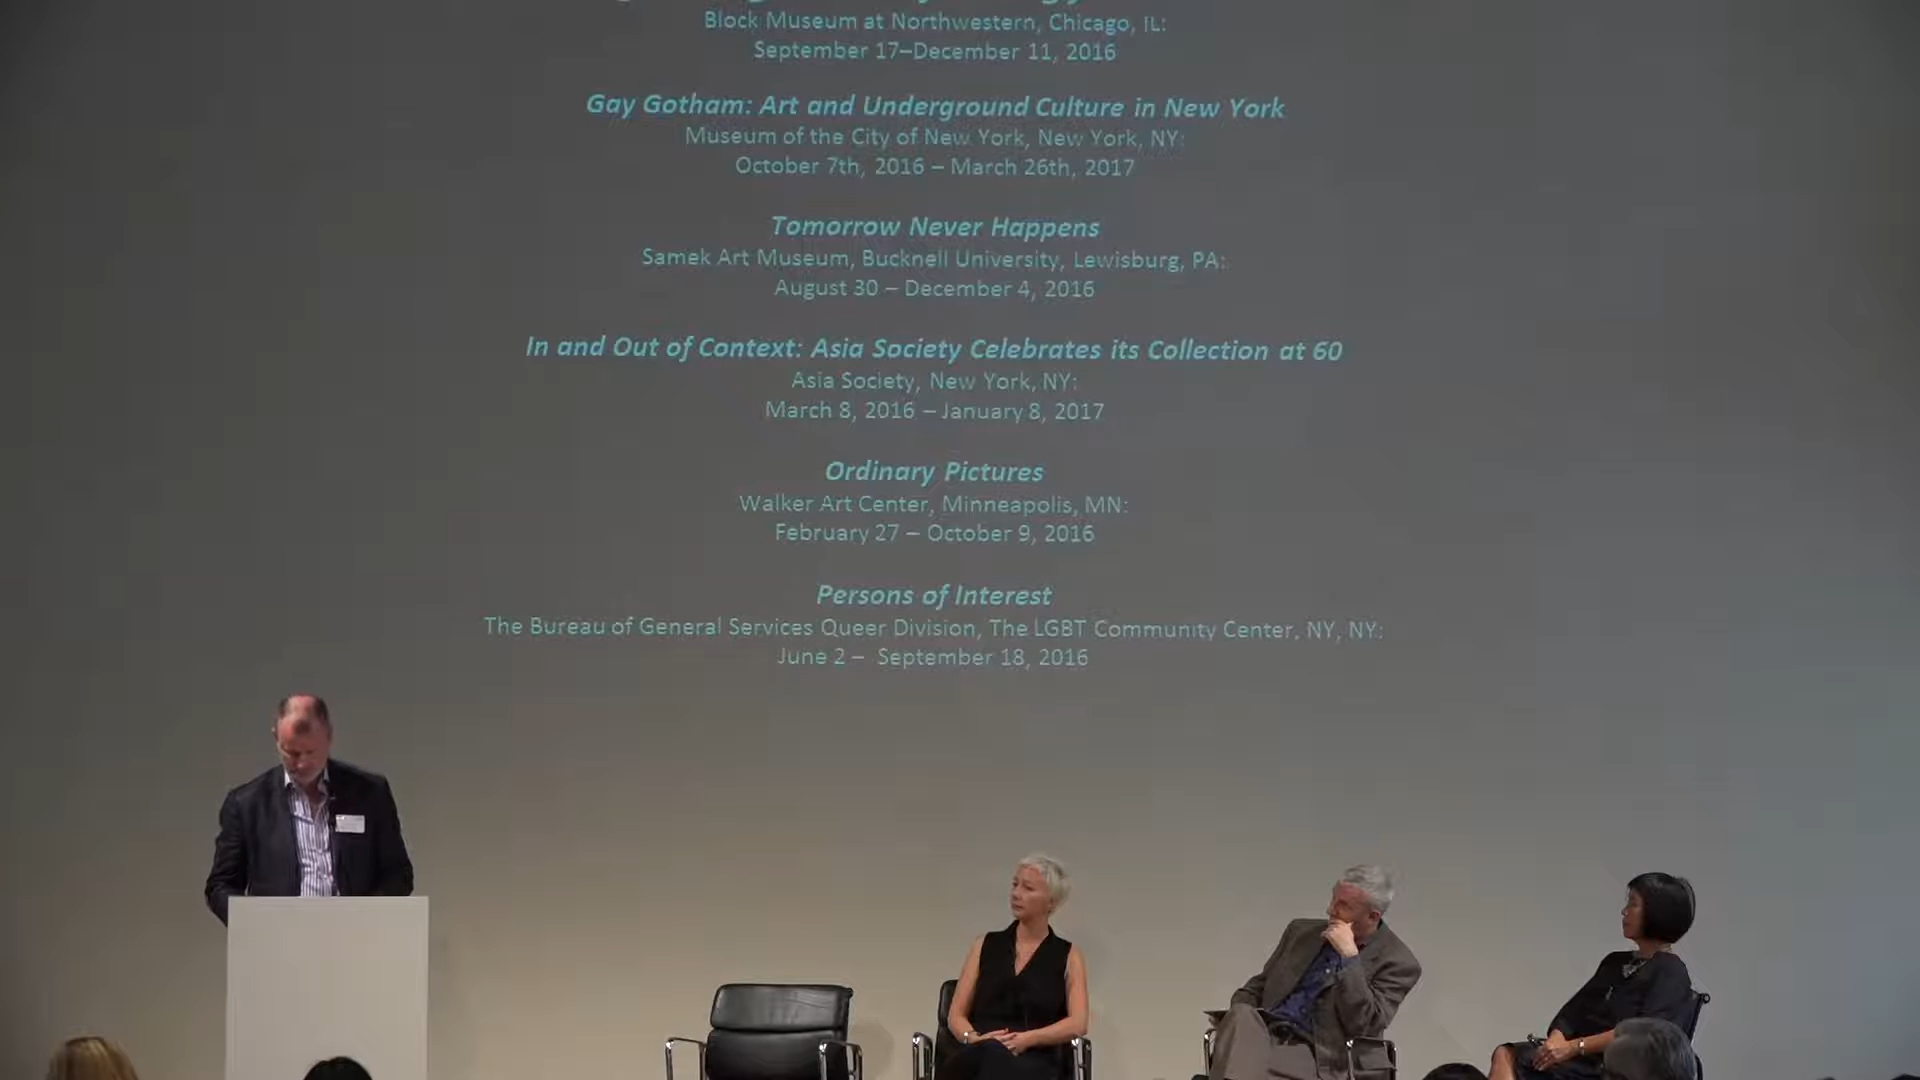 Block Museum at Northwestern, Chicago, IL:
September 17–December 11, 2016
Gay Gotham: Art and Underground Culture in New York
Museum of the City of New York, New York, NY:
October 7th, 2016 – March 26th, 2017
Tomorrow Never Happens
Samek Art Museum, Bucknell University, Lewisburg, PA:
August 30 – December 4, 2016
In and Out of Context: Asia Society Celebrates its Collection at 60
Asia Society, New York, NY:
March 8, 2016 – January 8, 2017
Ordinary Pictures
Walker Art Center, Minneapolis, MN:
February 27 – October 9, 2016
Persons of Interest
The Bureau of General Services Queer Division, The LGBT Community Center, NY, NY:
June 2 – September 18, 2016